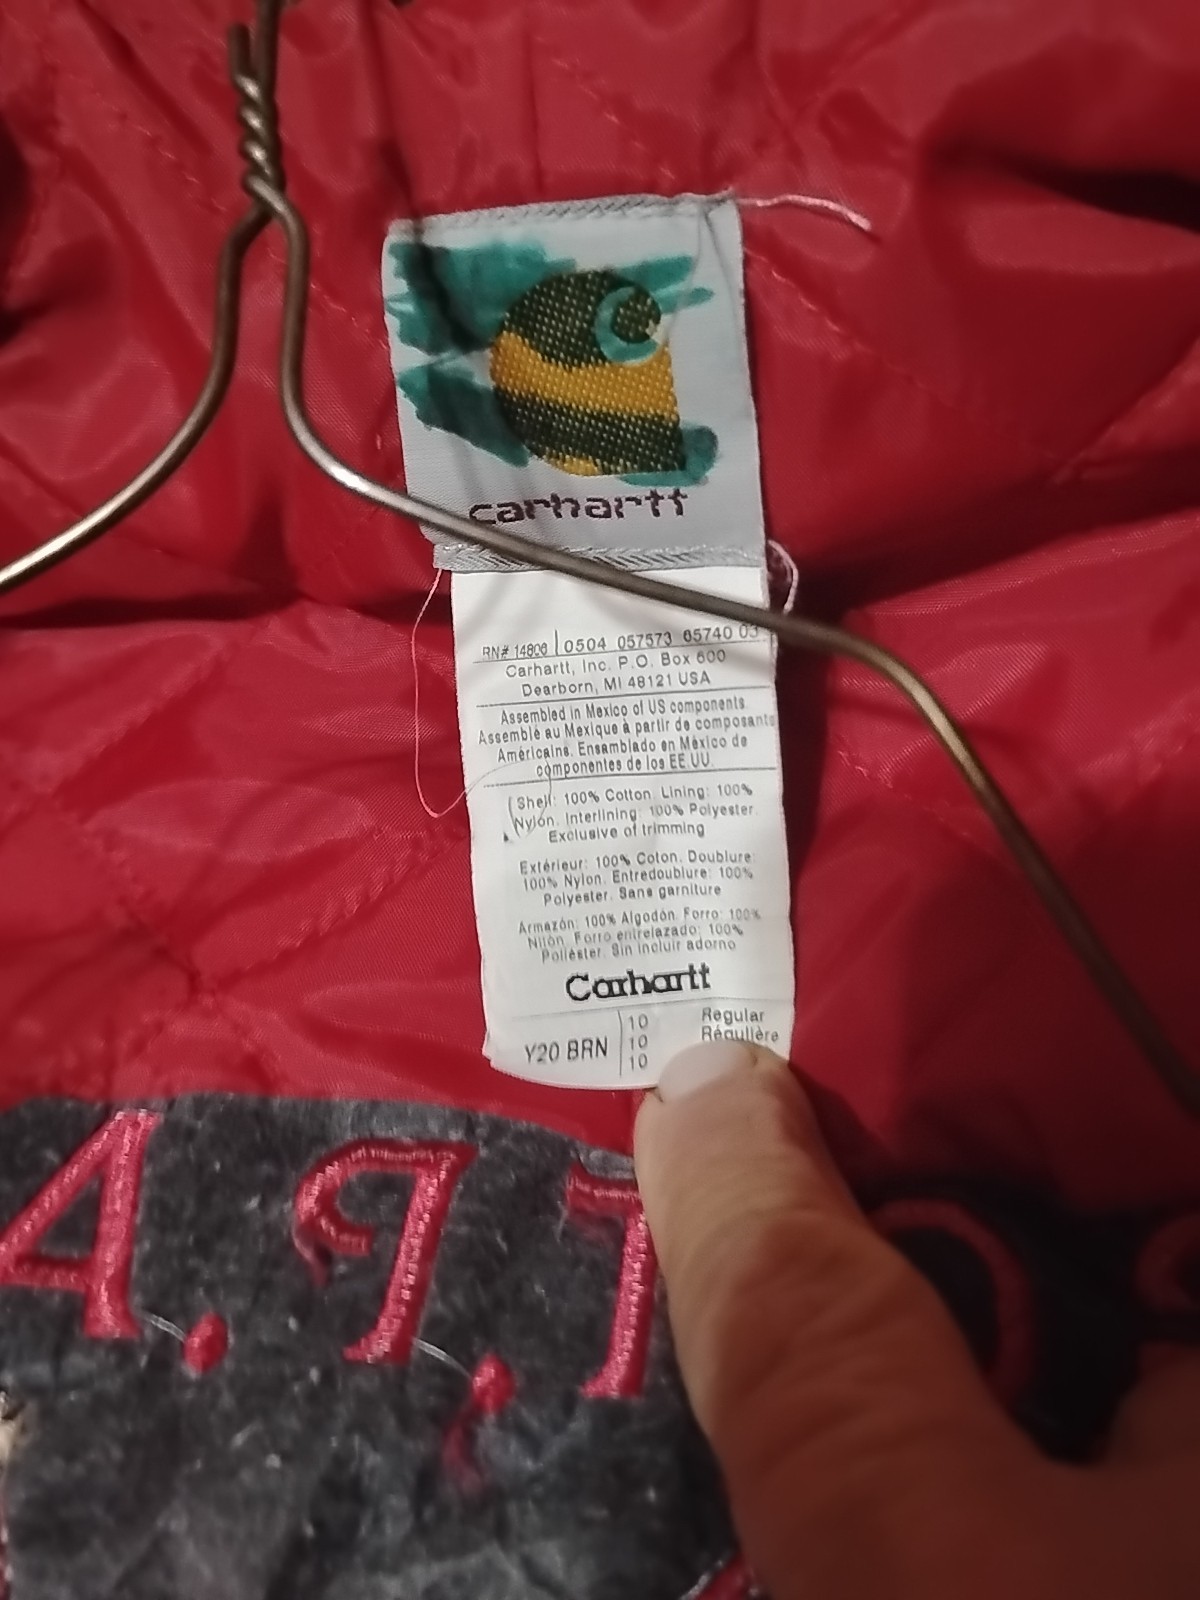 carhartt
RN# 14806 0504 057573 65740 03
Carhartt, Inc. P.O. Box 600
Dearborn, MI 48121 USA
Assembled in Mexico of US components.
Assemblé au Mexique à partir de composants
Américains. Ensamblado en México de
componentes de los EE.UU.
Shell: 100% Cotton. Lining: 100%
Nylon. Interlining: 100% Polyester.
Exclusive of trimming
Extérieur: 100% Coton. Doublure:
100% Nylon. Entredoublure: 100%
Polyester. Sans garniture
Armazón: 100% Algodón. Forro: 100%
Nilón. Forro entrelazado: 100%
Poliéster. Sin incluir adorno
Carhartt
Y20 BRN
10 Regular
10 Régulière
10